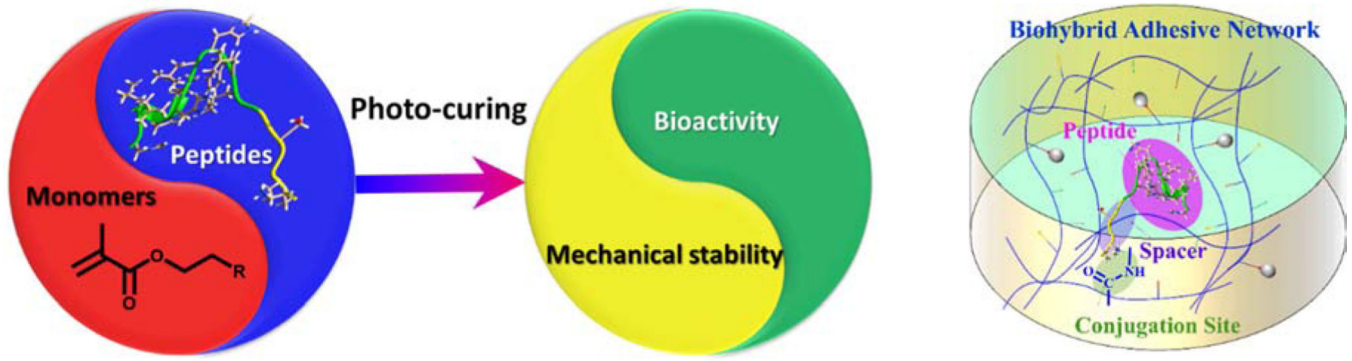 Peptides
Monomers
O
O
R
Photo-curing
Bioactivity
Mechanical stability
Biohybrid Adhesive Network
Peptide
Spacer
O
C
NH
Conjugation Site